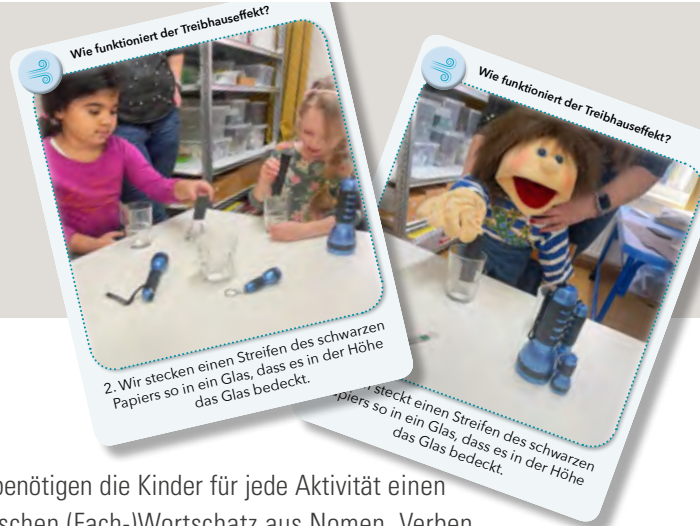 Wie funktioniert der Treibhauseffekt?
2. Wir stecken einen Streifen des schwarzen
Papiers so in ein Glas, dass es in der Höhe
das Glas bedeckt.
Wie funktioniert der Treibhauseffekt?
steckt einen Streifen des schwarzen
so in ein Glas, dass es in der Höhe
das Glas bedeckt.
benötigen die Kinder für jede Aktivität einen
(Fach-)Wortschatz aus Nomen, Verben